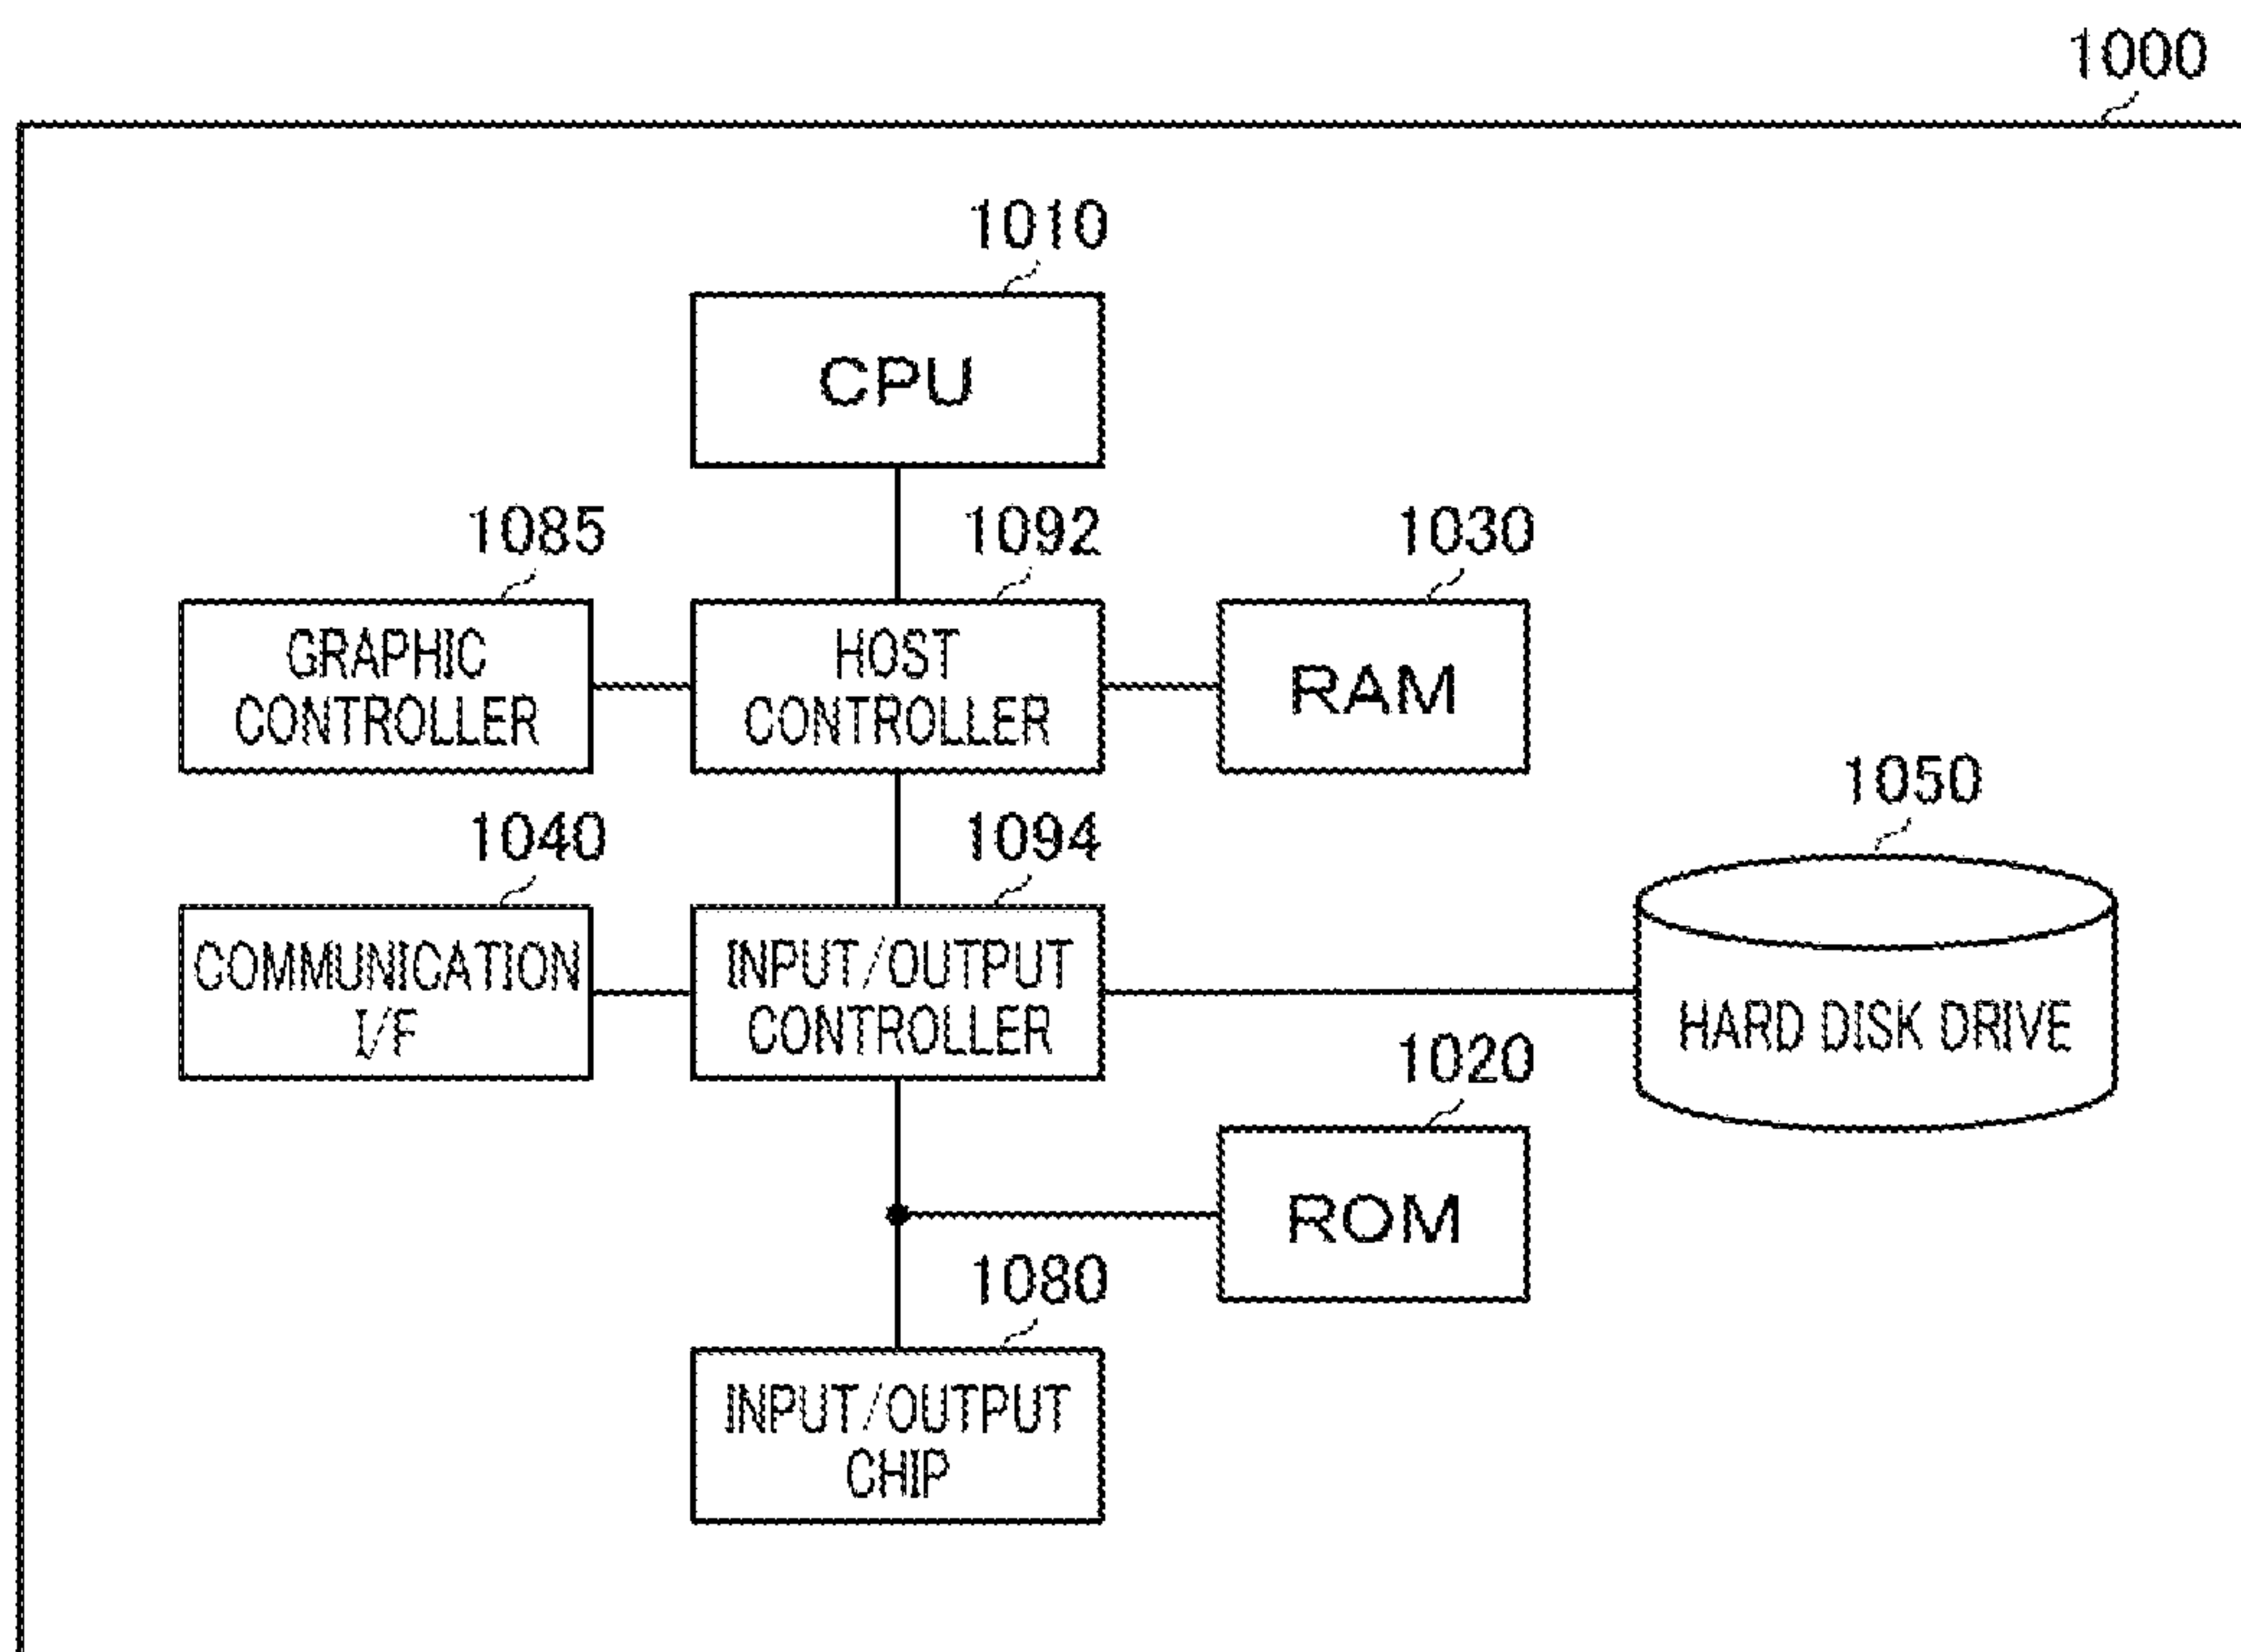 1000
1010
CPU
1085
1092
1030
GRAPHIC
CONTROLLER
HOST
CONTROLLER
RAM
1050
1040
1094
COMMUNICATION
I/F
INPUT/OUTPUT
CONTROLLER
HARD DISK DRIVE
1020
ROM
1080
INPUT/OUTPUT
CHIP